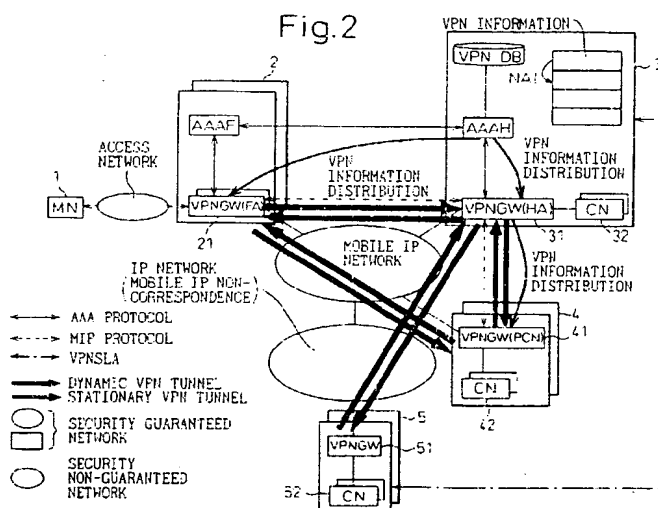 Fig.2
VPN INFORMATION
2
VPN DB
NAI
3
AAAF
AAAH
ACCESS
NETWORK
VPN
INFORMATION
DISTRIBUTION
VPN
INFORMATION
DISTRIBUTION
1
MN
VPNGW(FA)
21
VPNGW(HA)
31
CN
32
MOBILE IP
NETWORK
VPN
INFORMATION
DISTRIBUTION
IP NETWORK
(MOBILE IP NON-
CORRESPONDENCE)
4
VPNGW(PCN)
41
CN
42
AAA PROTOCOL
MIP PROTOCOL
VPNSLA
DYNAMIC VPN TUNNEL
STATIONARY VPN TUNNEL
SECURITY GUARANTEED
NETWORK
SECURITY
NON-GUARANTEED
NETWORK
5
VPNGW
51
52
CN